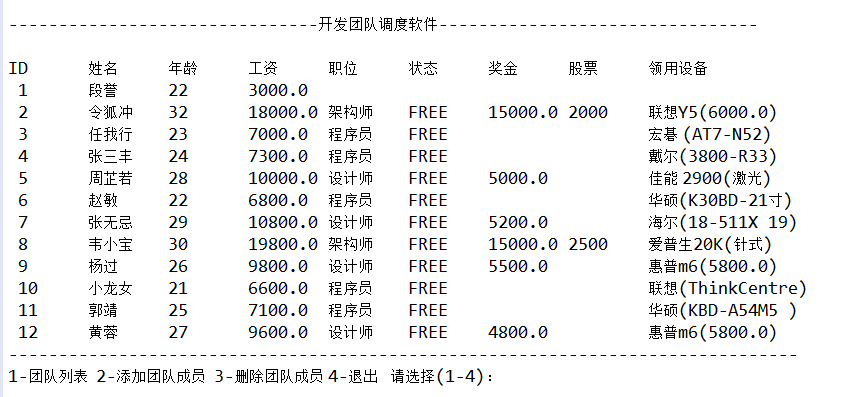 -------------------------------开发团队调度软件--------------------------------
ID 姓名 年龄 工资 职位 状态 奖金 股票 领用设备
1 段誉 22 3000.0
2 令狐冲 32 18000.0 架构师 FREE 15000.0 2000 联想Y5(6000.0)
3 任我行 23 7000.0 程序员 FREE 宏碁 (AT7-N52)
4 张三丰 24 7300.0 程序员 FREE 戴尔(3800-R33)
5 周芷若 28 10000.0 设计师 FREE 5000.0 佳能 2900(激光)
6 赵敏 22 6800.0 程序员 FREE 华硕(K30BD-21寸)
7 张无忌 29 10800.0 设计师 FREE 5200.0 海尔(18-511X 19)
8 韦小宝 30 19800.0 架构师 FREE 15000.0 2500 爱普生20K(针式)
9 杨过 26 9800.0 设计师 FREE 5500.0 惠普m6(5800.0)
10 小龙女 21 6600.0 程序员 FREE 联想(ThinkCentre)
11 郭靖 25 7100.0 程序员 FREE 华硕(KBD-A54M5 )
12 黄蓉 27 9600.0 设计师 FREE 4800.0 惠普m6(5800.0)
-------------------------------------------------------------------------------
1-团队列表 2-添加团队成员 3-删除团队成员 4-退出 请选择(1-4)：